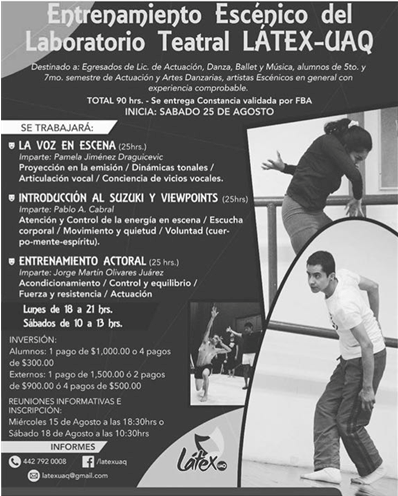 Entrenamiento Escénico del
Laboratorio Teatral LÁTEX-UAQ
Destinado a: Egresados de Lic. de Actuación, Danza, Ballet y Música, alumnos de 5to. y
7mo. semestre de Actuación y Artes Danzarias, artistas Escénicos en general con
experiencia comprobable.
TOTAL 90 hrs. - Se entrega Constancia validada por FBA
INICIA: SABADO 25 DE AGOSTO
SE TRABAJARÁ:
LA VOZ EN ESCENA (25hrs.)
Imparte: Pamela Jiménez Draguicevic
Proyección en la emisión / Dinámicas tonales /
Articulación vocal / Conciencia de vicios vocales.
INTRODUCCIÓN AL SUZUKI Y VIEWPOINTS (25hrs)
Imparte: Pablo A. Cabral
Atención y Control de la energía en escena / Escucha
corporal / Movimiento y quietud / Voluntad (cuer-
po-mente-espíritu).
ENTRENAMIENTO ACTORAL (25 hrs.)
Imparte: Jorge Martín Olivares Juárez
Acondicionamiento / Control y equilibrio /
Fuerza y resistencia / Actuación
Lunes de 18 a 21 hrs.
Sábados de 10 a 13 hrs.
INVERSIÓN:
Alumnos: 1 pago de $1,000.00 o 4 pagos
de $300.00
Externos: 1 pago de 1,500.00 ó 2 pagos
de $900.00 ó 4 pagos de $500.00
REUNIONES INFORMATIVAS E
INSCRIPCIÓN:
Miércoles 15 de Agosto a las 18:30hrs o
Sábado 18 de Agosto a las 10:30hrs
INFORMES
442 792 0008 /latexuaq
latexuaq@gmail.com
Látex